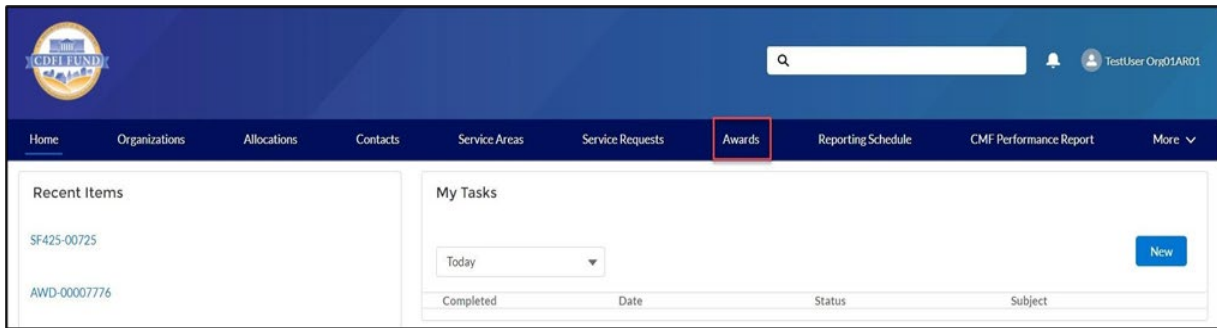 CDFI FUND
TestUser Org01AR01
Home Organizations Allocations Contacts Service Areas Service Requests Awards Reporting Schedule CMF Performance Report More
Recent Items
My Tasks
SF425-00725
New
Today
AWD-00007776
Completed Date Status Subject